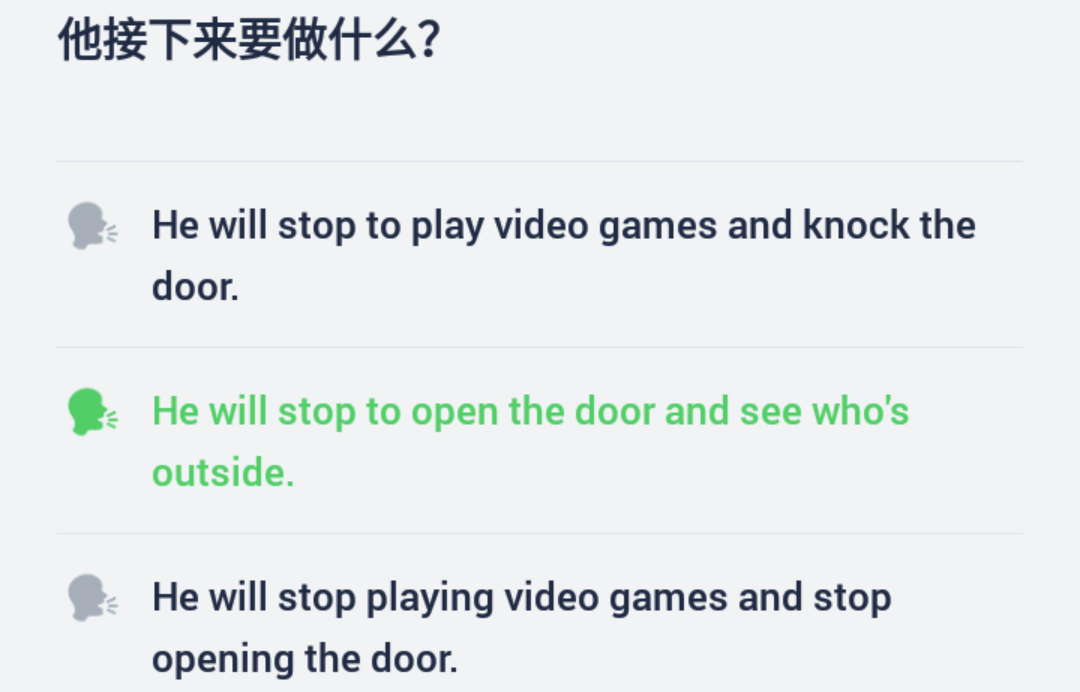 他接下来要做什么？
He will stop to play video games and knock the
door.
He will stop to open the door and see who's
outside.
He will stop playing video games and stop
opening the door.